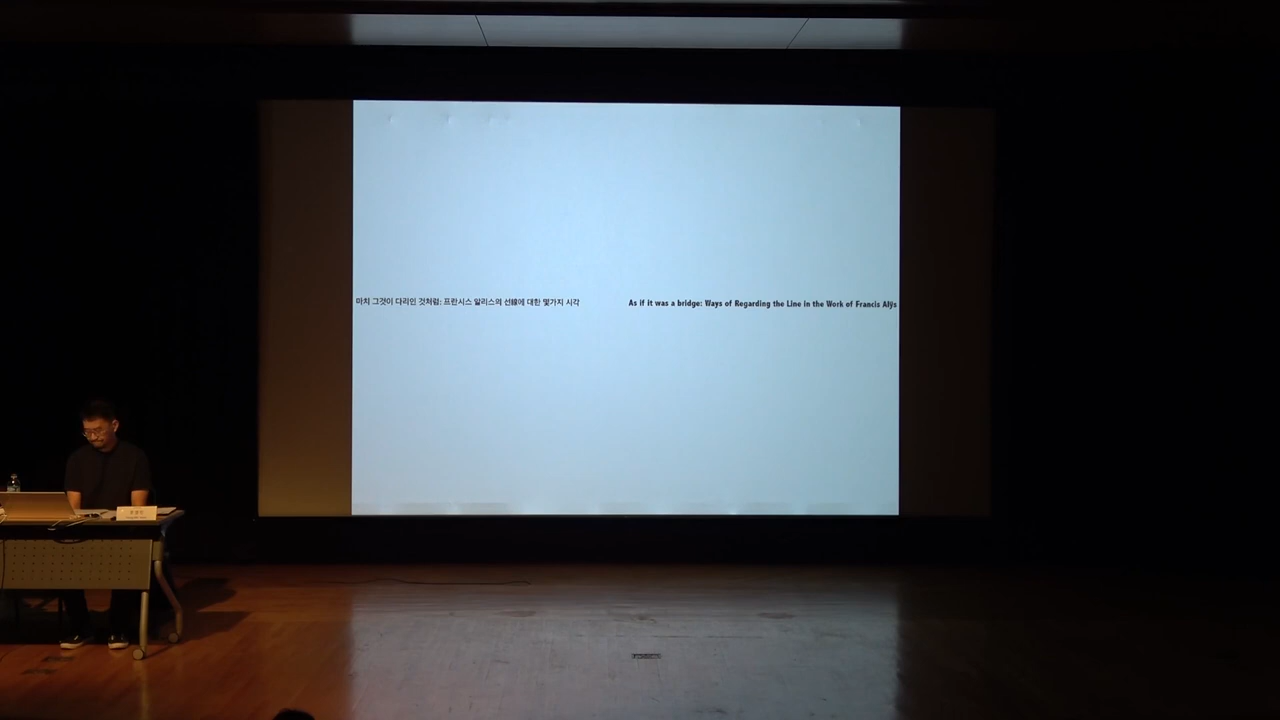 마치 그것이 다리인 것처럼: 프란시스 알리스의 선線에 대한 몇가지 시각
As if it was a bridge: Ways of Regarding the Line in the Work of Francis Alÿs